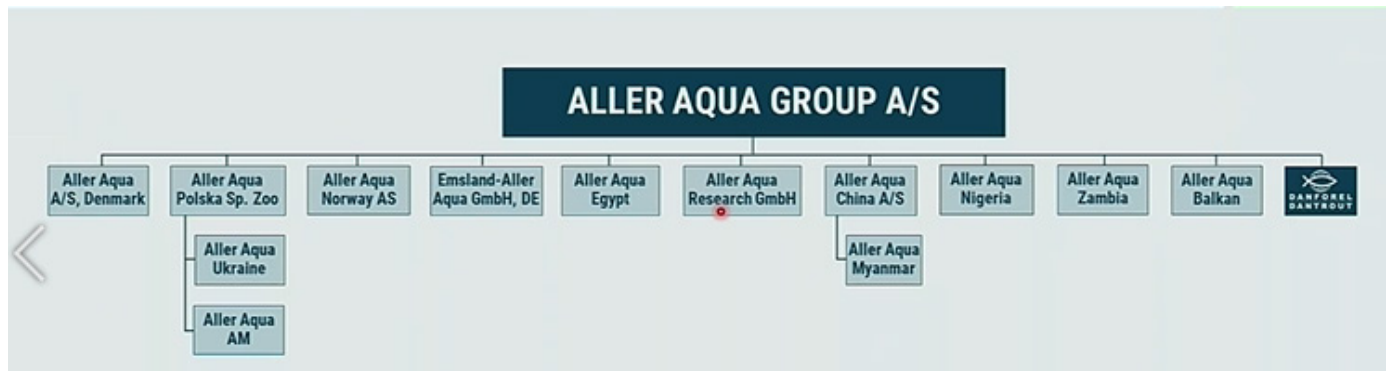 ALLER AQUA GROUP A/S
Aller Aqua
A/S, Denmark
Aller Aqua
Polska Sp. Zoo
Aller Aqua
Norway AS
Emsland-Aller
Aqua GmbH, DE
Aller Aqua
Egypt
Aller Aqua
Research GmbH
Aller Aqua
China A/S
Aller Aqua
Nigeria
Aller Aqua
Zambia
Aller Aqua
Balkan
DANFOREL
DANTROUT
Aller Aqua
Ukraine
Aller Aqua
Myanmar
Aller Aqua
AM